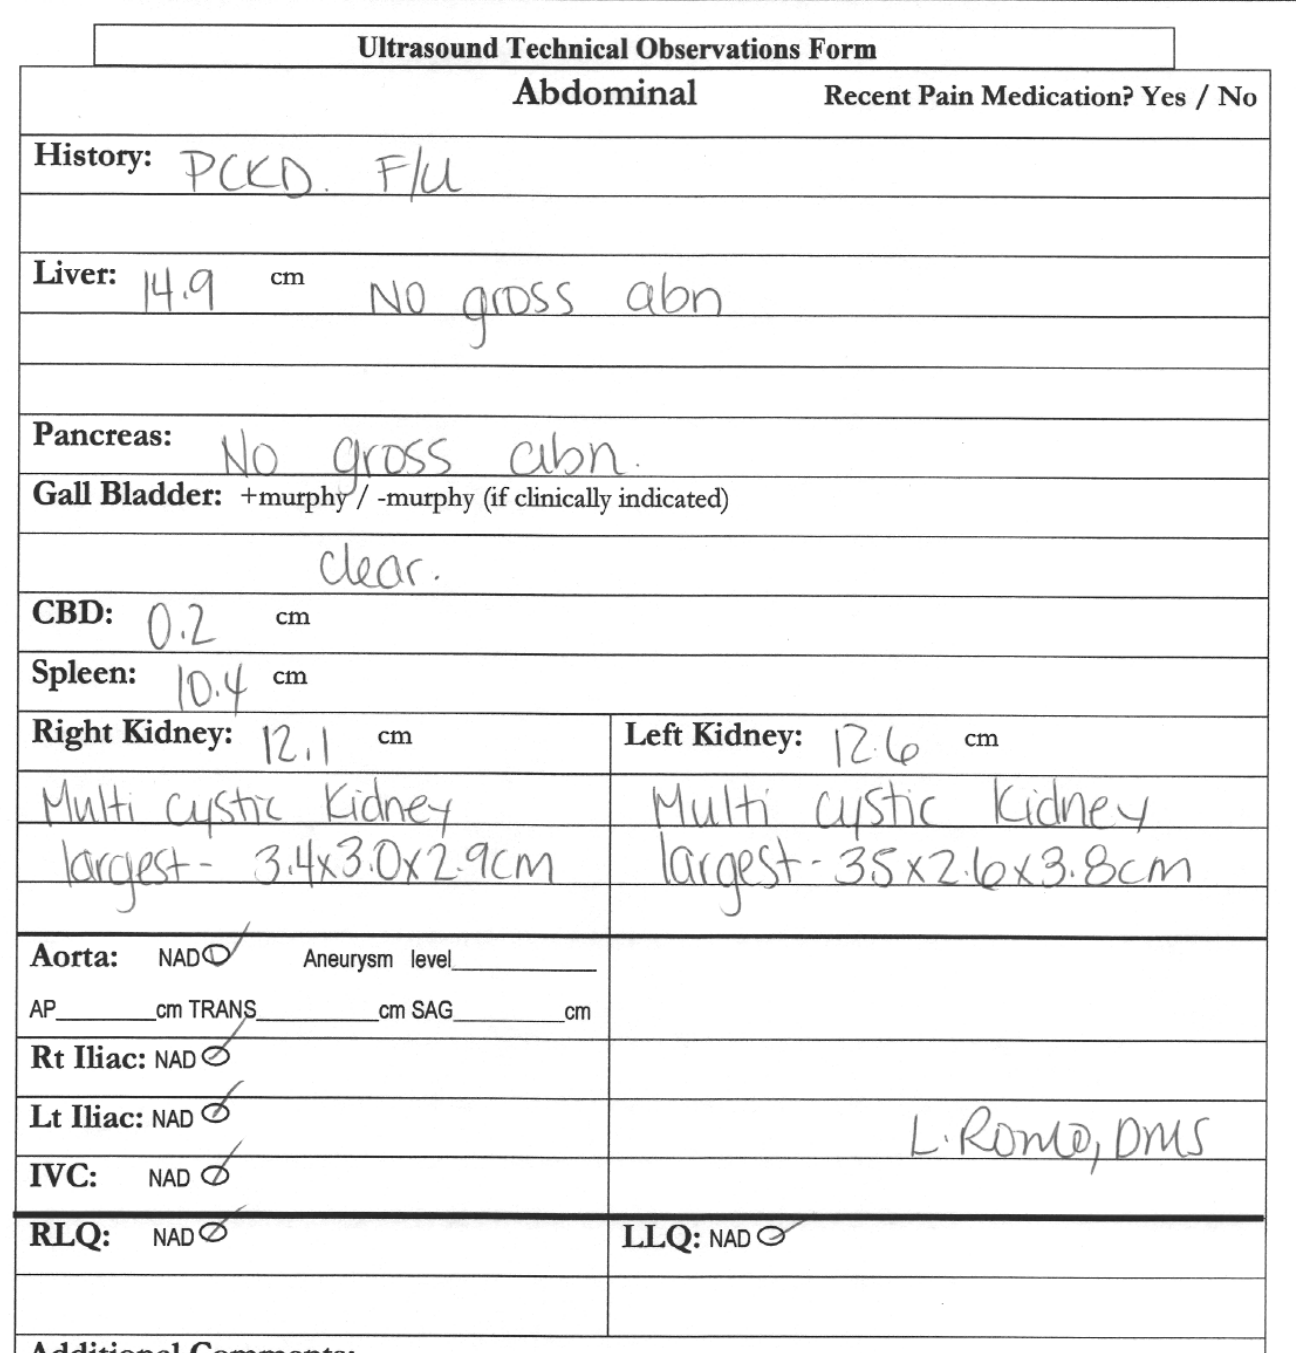 Ultrasound Technical Observations Form
Abdominal Recent Pain Medication? Yes / No
History: PCKD. F/U
Liver: 14.9 cm No gross abn
Pancreas: No gross abn.
Gall Bladder: +murphy / -murphy (if clinically indicated)
clear.
CBD: 0.2 cm
Spleen: 10.4 cm
Right Kidney: 12.1 cm Left Kidney: 12.6 cm
Multi cystic Kidney Multi cystic Kidney
largest - 3.4x3.0x2.9cm largest - 35x2.6x3.8cm
Aorta: NAD Aneurysm level
AP cm TRANS cm SAG cm
Rt Iliac: NAD
Lt Iliac: NAD
L. Romo, DMS
IVC: NAD
RLQ: NAD LLQ: NAD
Additional Comments: